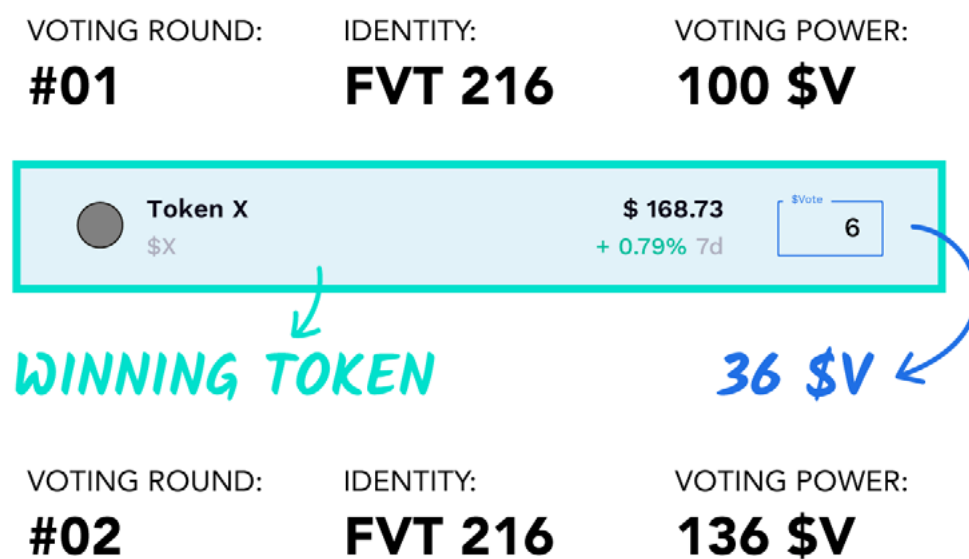 VOTING ROUND: IDENTITY: VOTING POWER:
#01 FVT 216 100 $V
$Vote
Token X $ 168.73 6
$X + 0.79% 7d
WINNING TOKEN 36 $V
VOTING ROUND: IDENTITY: VOTING POWER:
#02 FVT 216 136 $V